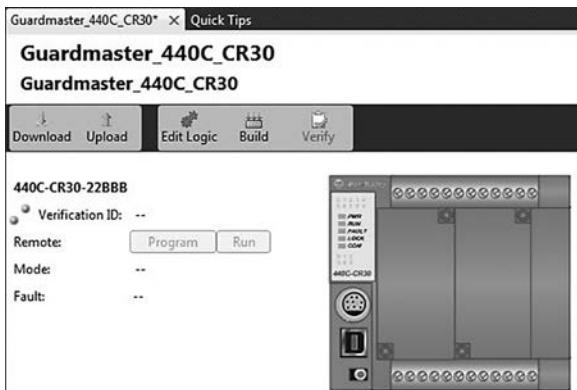 Guardmaster_440C_CR30* × Quick Tips
Guardmaster_440C_CR30
Guardmaster_440C_CR30
Download Upload Edit Logic Build Verify
440C-CR30-22BBB
Verification ID: --
Remote: Program Run
Mode: --
Fault: --
PWR
RUN
FAULT
LOCK
COM
440C-CR30